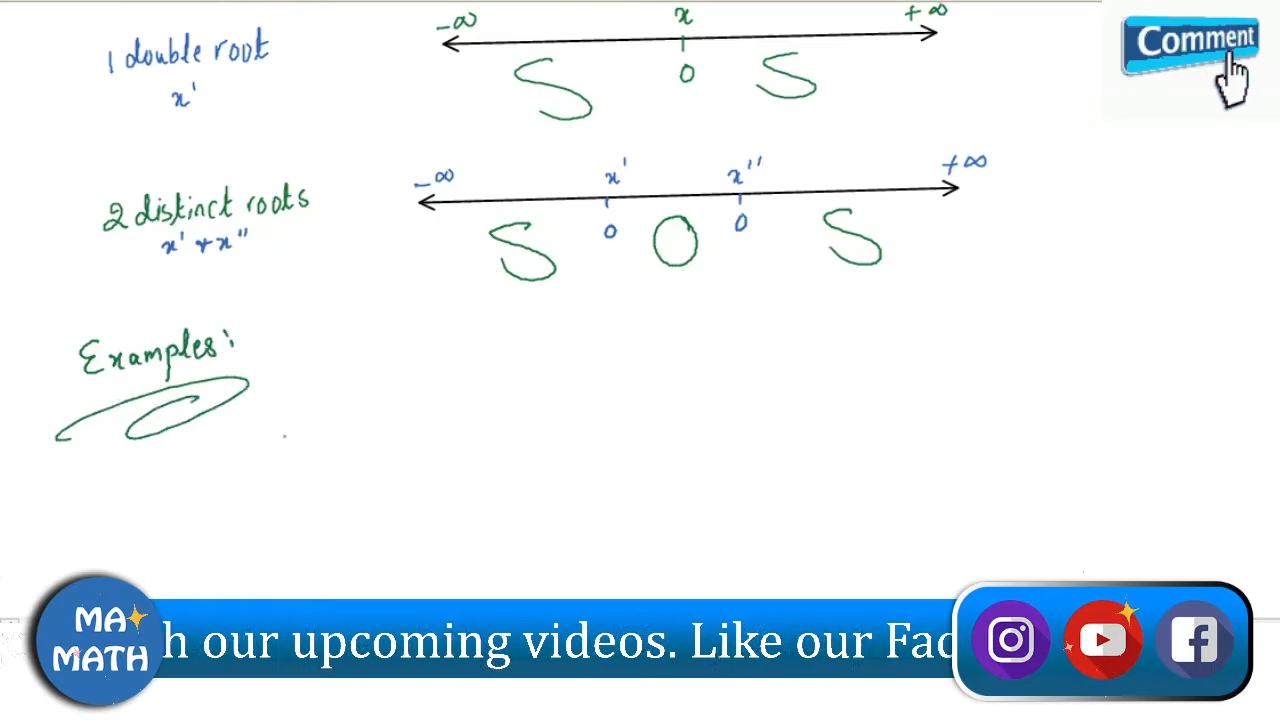 -∞ x +∞
1 double root
x'
S 0 S
Comment
-∞ x' x'' +∞
2 distinct roots
x' & x''
S 0 O 0 S
Examples:
MA
MATH
h our upcoming videos. Like our Fac